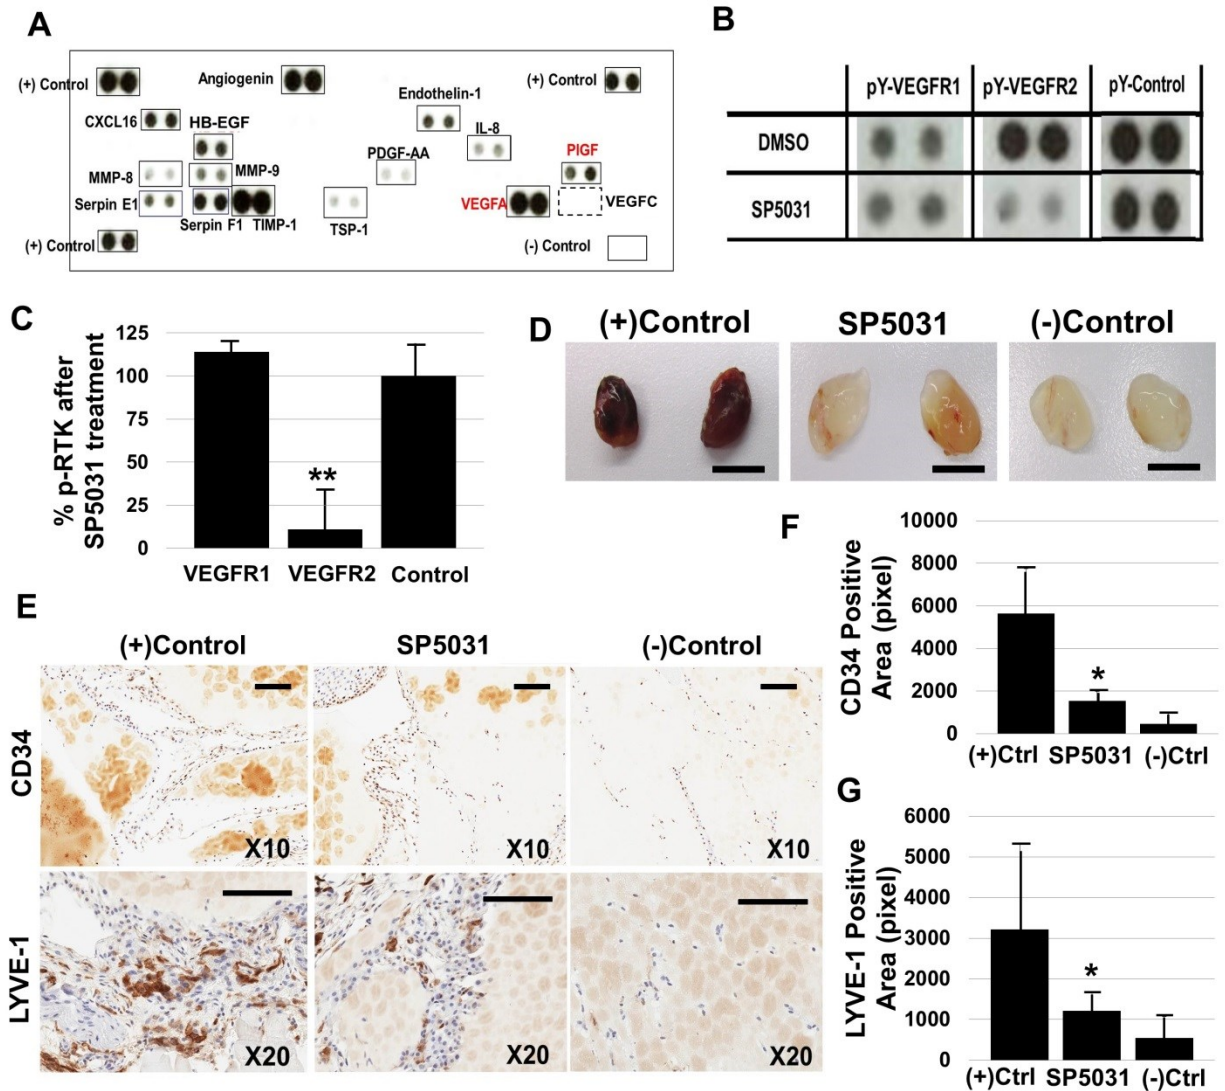 A
(+) Control
Angiogenin
(+) Control
Endothelin-1
CXCL16
HB-EGF
IL-8
PlGF
PDGF-AA
MMP-8
MMP-9
Serpin E1
VEGFA
VEGFC
Serpin F1
TIMP-1
TSP-1
(+) Control
(-) Control
B
pY-VEGFR1 pY-VEGFR2 pY-Control
DMSO
SP5031
C
% p-RTK after
SP5031 treatment
125
100
75
50
25
0
**
VEGFR1 VEGFR2 Control
D
(+)Control SP5031 (-)Control
E
(+)Control SP5031 (-)Control
CD34
X10 X10 X10
LYVE-1
X20 X20 X20
F
CD34 Positive
Area (pixel)
10000
8000
6000
4000
2000
0
*
(+)Ctrl SP5031 (-)Ctrl
G
LYVE-1 Positive
Area (pixel)
6000
5000
4000
3000
2000
1000
0
*
(+)Ctrl SP5031 (-)Ctrl